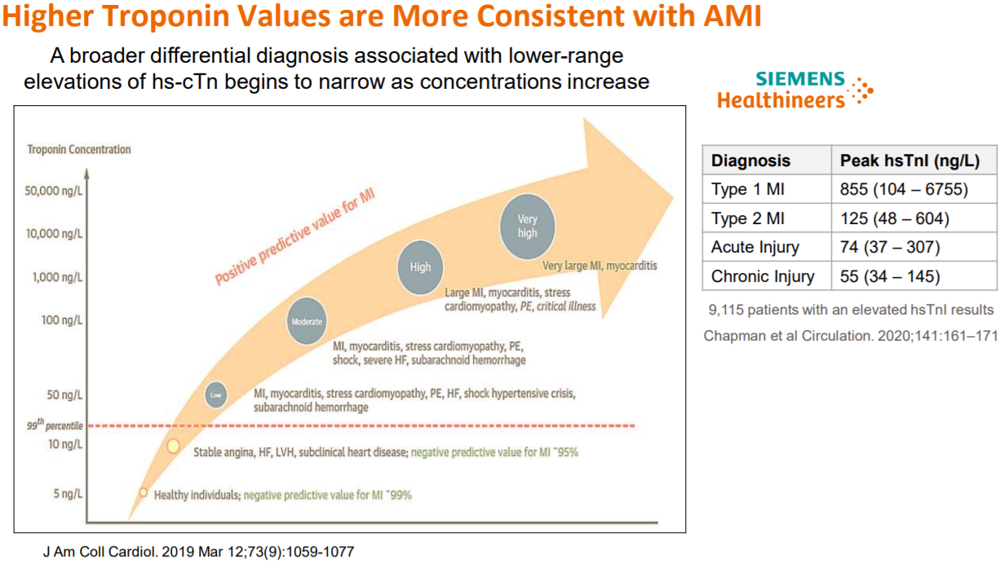 Higher Troponin Values are More Consistent with AMI
A broader differential diagnosis associated with lower-range
elevations of hs-cTn begins to narrow as concentrations increase
SIEMENS
Healthineers
Troponin Concentration
50,000 ng/L
10,000 ng/L
1,000 ng/L
100 ng/L
50 ng/L
99th percentile
10 ng/L
5 ng/L
Positive predictive value for MI
Very
high
Very large MI, myocarditis
High
Large MI, myocarditis, stress
cardiomyopathy, PE, critical illness
Moderate
MI, myocarditis, stress cardiomyopathy, PE,
shock, severe HF, subarachnoid hemorrhage
Low
MI, myocarditis, stress cardiomyopathy, PE, HF, shock hypertensive crisis,
subarachnoid hemorrhage
Stable angina, HF, LVH, subclinical heart disease; negative predictive value for MI ~95%
Healthy individuals; negative predictive value for MI ~99%
J Am Coll Cardiol. 2019 Mar 12;73(9):1059-1077
Diagnosis Peak hsTnI (ng/L)
Type 1 MI 855 (104 – 6755)
Type 2 MI 125 (48 – 604)
Acute Injury 74 (37 – 307)
Chronic Injury 55 (34 – 145)
9,115 patients with an elevated hsTnI results
Chapman et al Circulation. 2020;141:161–171